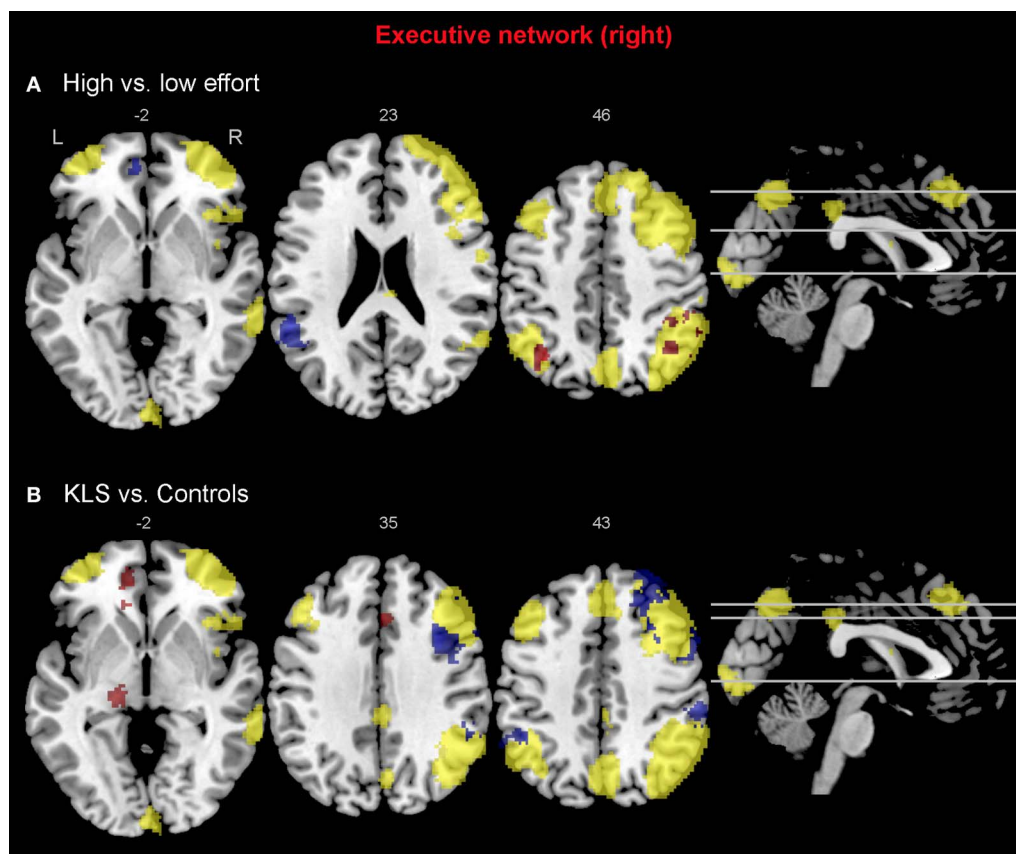 Executive network (right)
A High vs. low effort
-2 23 46
L R
B KLS vs. Controls
-2 35 43